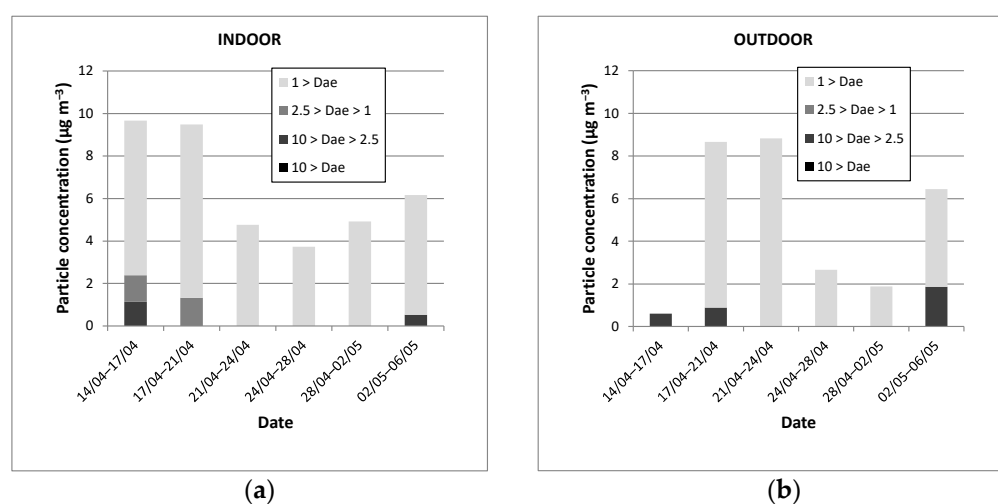 INDOOR
Particle concentration (µg m⁻³)
12
10
8
6
4
2
0
1 > Dae
2.5 > Dae > 1
10 > Dae > 2.5
10 > Dae
14/04–17/04
17/04–21/04
21/04–24/04
24/04–28/04
28/04–02/05
02/05–06/05
Date
(a)
OUTDOOR
Particle concentration (µg m⁻³)
12
10
8
6
4
2
0
1 > Dae
2.5 > Dae > 1
10 > Dae > 2.5
10 > Dae
14/04–17/04
17/04–21/04
21/04–24/04
24/04–28/04
28/04–02/05
02/05–06/05
Date
(b)